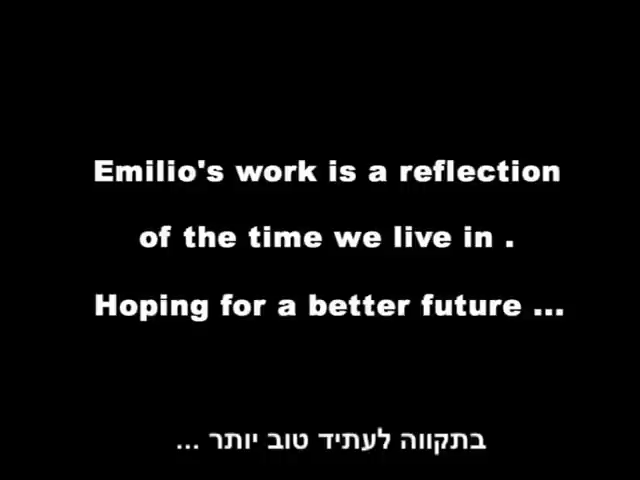 Emilio's work is a reflection
of the time we live in .
Hoping for a better future ...
בתקווה לעתיד טוב יותר ...